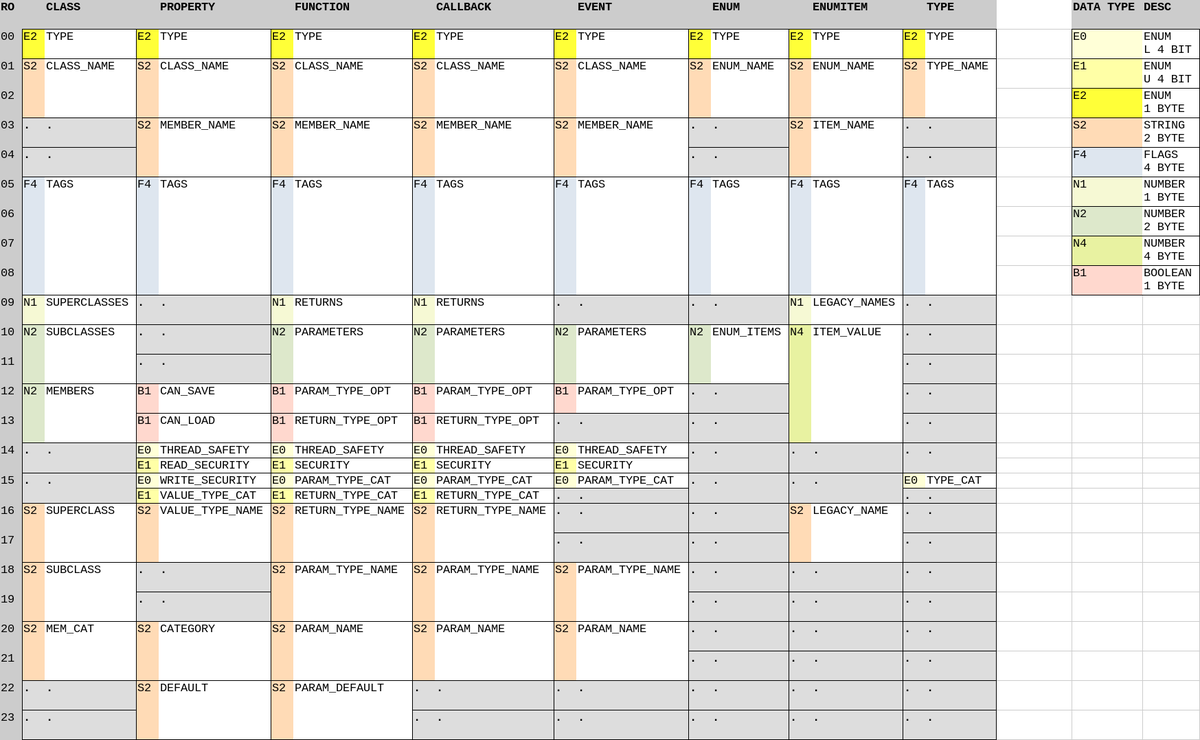 RO CLASS PROPERTY FUNCTION CALLBACK EVENT ENUM ENUMITEM TYPE DATA TYPE DESC
00 E2 TYPE E2 TYPE E2 TYPE E2 TYPE E2 TYPE E2 TYPE E2 TYPE E2 TYPE E0 ENUM
L 4 BIT
01 S2 CLASS_NAME S2 CLASS_NAME S2 CLASS_NAME S2 CLASS_NAME S2 CLASS_NAME S2 ENUM_NAME S2 ENUM_NAME S2 TYPE_NAME E1 ENUM
U 4 BIT
02 E2 ENUM
1 BYTE
03 . . S2 MEMBER_NAME S2 MEMBER_NAME S2 MEMBER_NAME S2 MEMBER_NAME . . S2 ITEM_NAME . . S2 STRING
2 BYTE
04 . . . . . . F4 FLAGS
4 BYTE
05 F4 TAGS F4 TAGS F4 TAGS F4 TAGS F4 TAGS F4 TAGS F4 TAGS F4 TAGS N1 NUMBER
1 BYTE
06 N2 NUMBER
2 BYTE
07 N4 NUMBER
4 BYTE
08 B1 BOOLEAN
1 BYTE
09 N1 SUPERCLASSES . . N1 RETURNS N1 RETURNS . . . . N1 LEGACY_NAMES . .
10 N2 SUBCLASSES . . N2 PARAMETERS N2 PARAMETERS N2 PARAMETERS N2 ENUM_ITEMS N4 ITEM_VALUE . .
11 . . . .
12 N2 MEMBERS B1 CAN_SAVE B1 PARAM_TYPE_OPT B1 PARAM_TYPE_OPT B1 PARAM_TYPE_OPT . . . .
13 B1 CAN_LOAD B1 RETURN_TYPE_OPT B1 RETURN_TYPE_OPT . . . . . .
14 . . E0 THREAD_SAFETY E0 THREAD_SAFETY E0 THREAD_SAFETY E0 THREAD_SAFETY . . . . . .
E1 READ_SECURITY E1 SECURITY E1 SECURITY E1 SECURITY
15 . . E0 WRITE_SECURITY E0 PARAM_TYPE_CAT E0 PARAM_TYPE_CAT E0 PARAM_TYPE_CAT . . . . E0 TYPE_CAT
E1 VALUE_TYPE_CAT E1 RETURN_TYPE_CAT E1 RETURN_TYPE_CAT . . . .
16 S2 SUPERCLASS S2 VALUE_TYPE_NAME S2 RETURN_TYPE_NAME S2 RETURN_TYPE_NAME . . . . S2 LEGACY_NAME . .
17 . . . . . .
18 S2 SUBCLASS . . S2 PARAM_TYPE_NAME S2 PARAM_TYPE_NAME S2 PARAM_TYPE_NAME . . . . . .
19 . . . . . . . .
20 S2 MEM_CAT S2 CATEGORY S2 PARAM_NAME S2 PARAM_NAME S2 PARAM_NAME . . . . . .
21 . . . . . .
22 . . S2 DEFAULT S2 PARAM_DEFAULT . . . . . . . . . .
23 . . . . . . . . . . . .